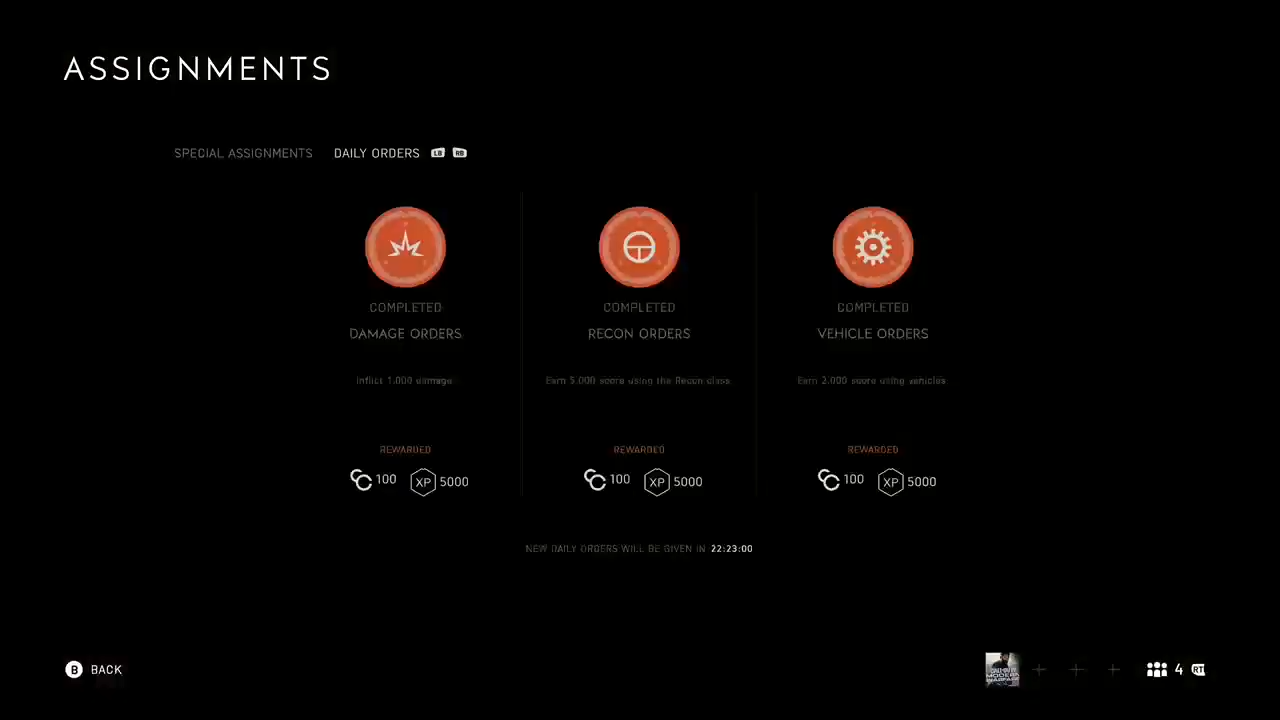 ASSIGNMENTS
SPECIAL ASSIGNMENTS DAILY ORDERS LB RB
COMPLETED COMPLETED COMPLETED
DAMAGE ORDERS RECON ORDERS VEHICLE ORDERS
Inflict 1.000 damage Earn 5.000 score using the Recon class Earn 2.000 score using vehicles
REWARDED REWARDED REWARDED
100 XP 5000 100 XP 5000 100 XP 5000
NEW DAILY ORDERS WILL BE GIVEN IN 22:23:00
B BACK MODERN WARFARE 4 RT